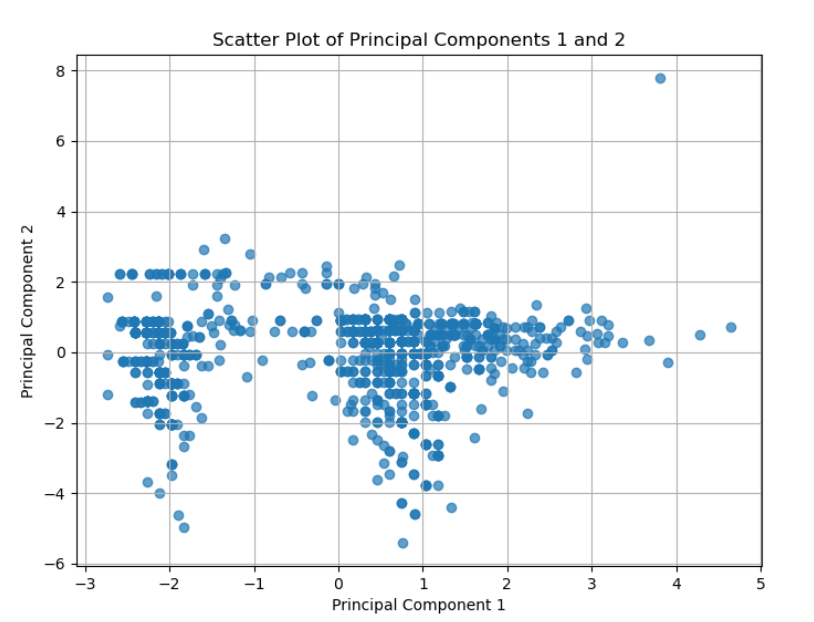 Scatter Plot of Principal Components 1 and 2
8
6
4
2
0
−2
−4
−6
Principal Component 2
−3 −2 −1 0 1 2 3 4 5
Principal Component 1